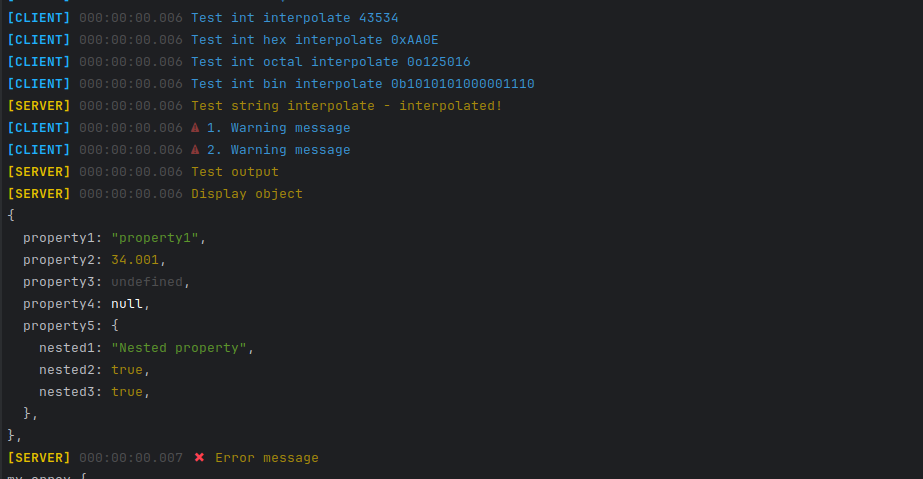 [CLIENT] 000:00:00.006 Test int interpolate 43534
[CLIENT] 000:00:00.006 Test int hex interpolate 0xAA0E
[CLIENT] 000:00:00.006 Test int octal interpolate 0o125016
[CLIENT] 000:00:00.006 Test int bin interpolate 0b1010101000001110
[SERVER] 000:00:00.006 Test string interpolate - interpolated!
[CLIENT] 000:00:00.006 ⚠ 1. Warning message
[CLIENT] 000:00:00.006 ⚠ 2. Warning message
[SERVER] 000:00:00.006 Test output
[SERVER] 000:00:00.006 Display object
{
  property1: "property1",
  property2: 34.001,
  property3: undefined,
  property4: null,
  property5: {
    nested1: "Nested property",
    nested2: true,
    nested3: true,
  },
},
[SERVER] 000:00:00.007 ✖ Error message
my array {